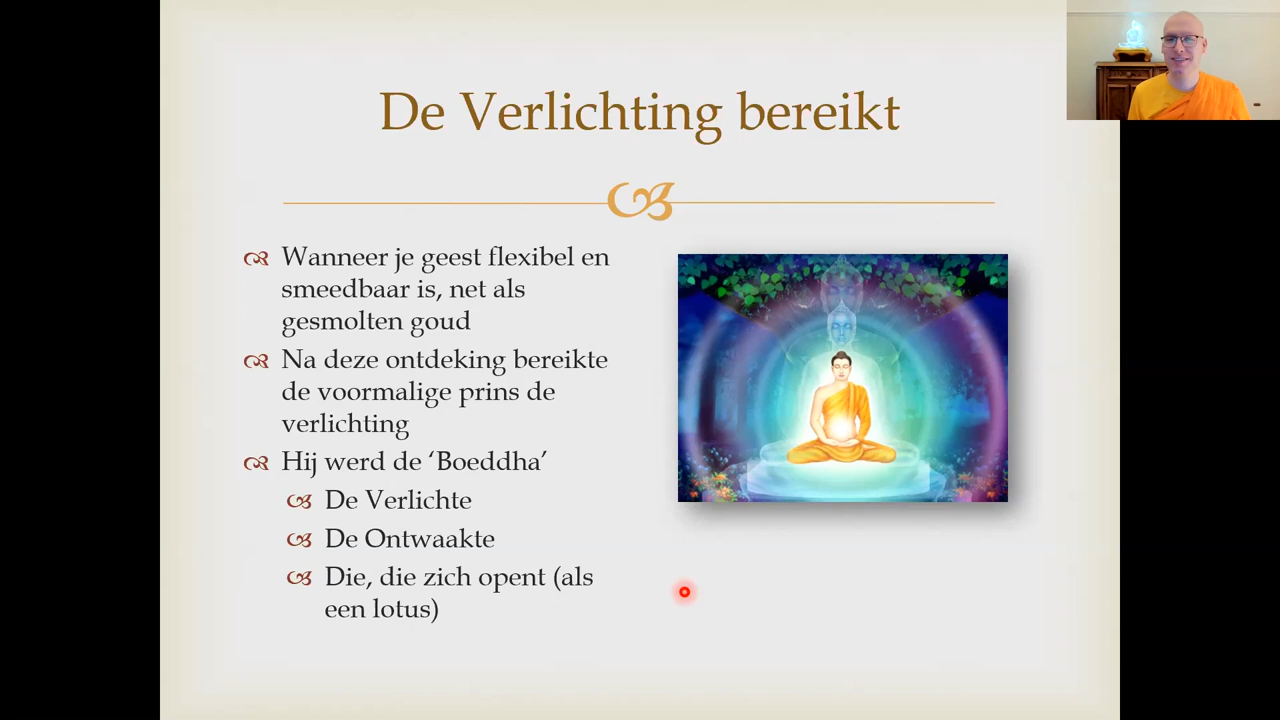 De Verlichting bereikt
Wanneer je geest flexibel en
smeedbaar is, net als
gesmolten goud
Na deze ontdeking bereikte
de voormalige prins de
verlichting
Hij werd de ‘Boeddha’
De Verlichte
De Ontwaakte
Die, die zich opent (als
een lotus)